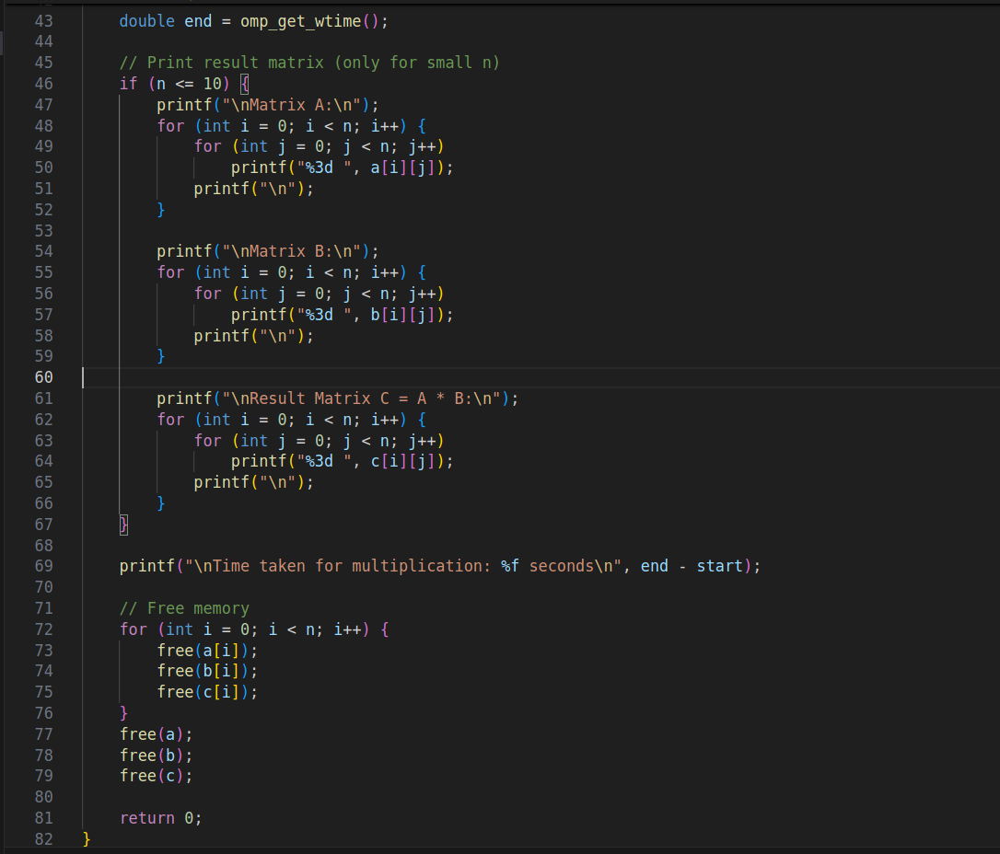 43 double end = omp_get_wtime();
44
45 // Print result matrix (only for small n)
46 if (n <= 10) {
47 printf("\nMatrix A:\n");
48 for (int i = 0; i < n; i++) {
49 for (int j = 0; j < n; j++)
50 printf("%3d ", a[i][j]);
51 printf("\n");
52 }
53
54 printf("\nMatrix B:\n");
55 for (int i = 0; i < n; i++) {
56 for (int j = 0; j < n; j++)
57 printf("%3d ", b[i][j]);
58 printf("\n");
59 }
60
61 printf("\nResult Matrix C = A * B:\n");
62 for (int i = 0; i < n; i++) {
63 for (int j = 0; j < n; j++)
64 printf("%3d ", c[i][j]);
65 printf("\n");
66 }
67 }
68
69 printf("\nTime taken for multiplication: %f seconds\n", end - start);
70
71 // Free memory
72 for (int i = 0; i < n; i++) {
73 free(a[i]);
74 free(b[i]);
75 free(c[i]);
76 }
77 free(a);
78 free(b);
79 free(c);
80
81 return 0;
82 }